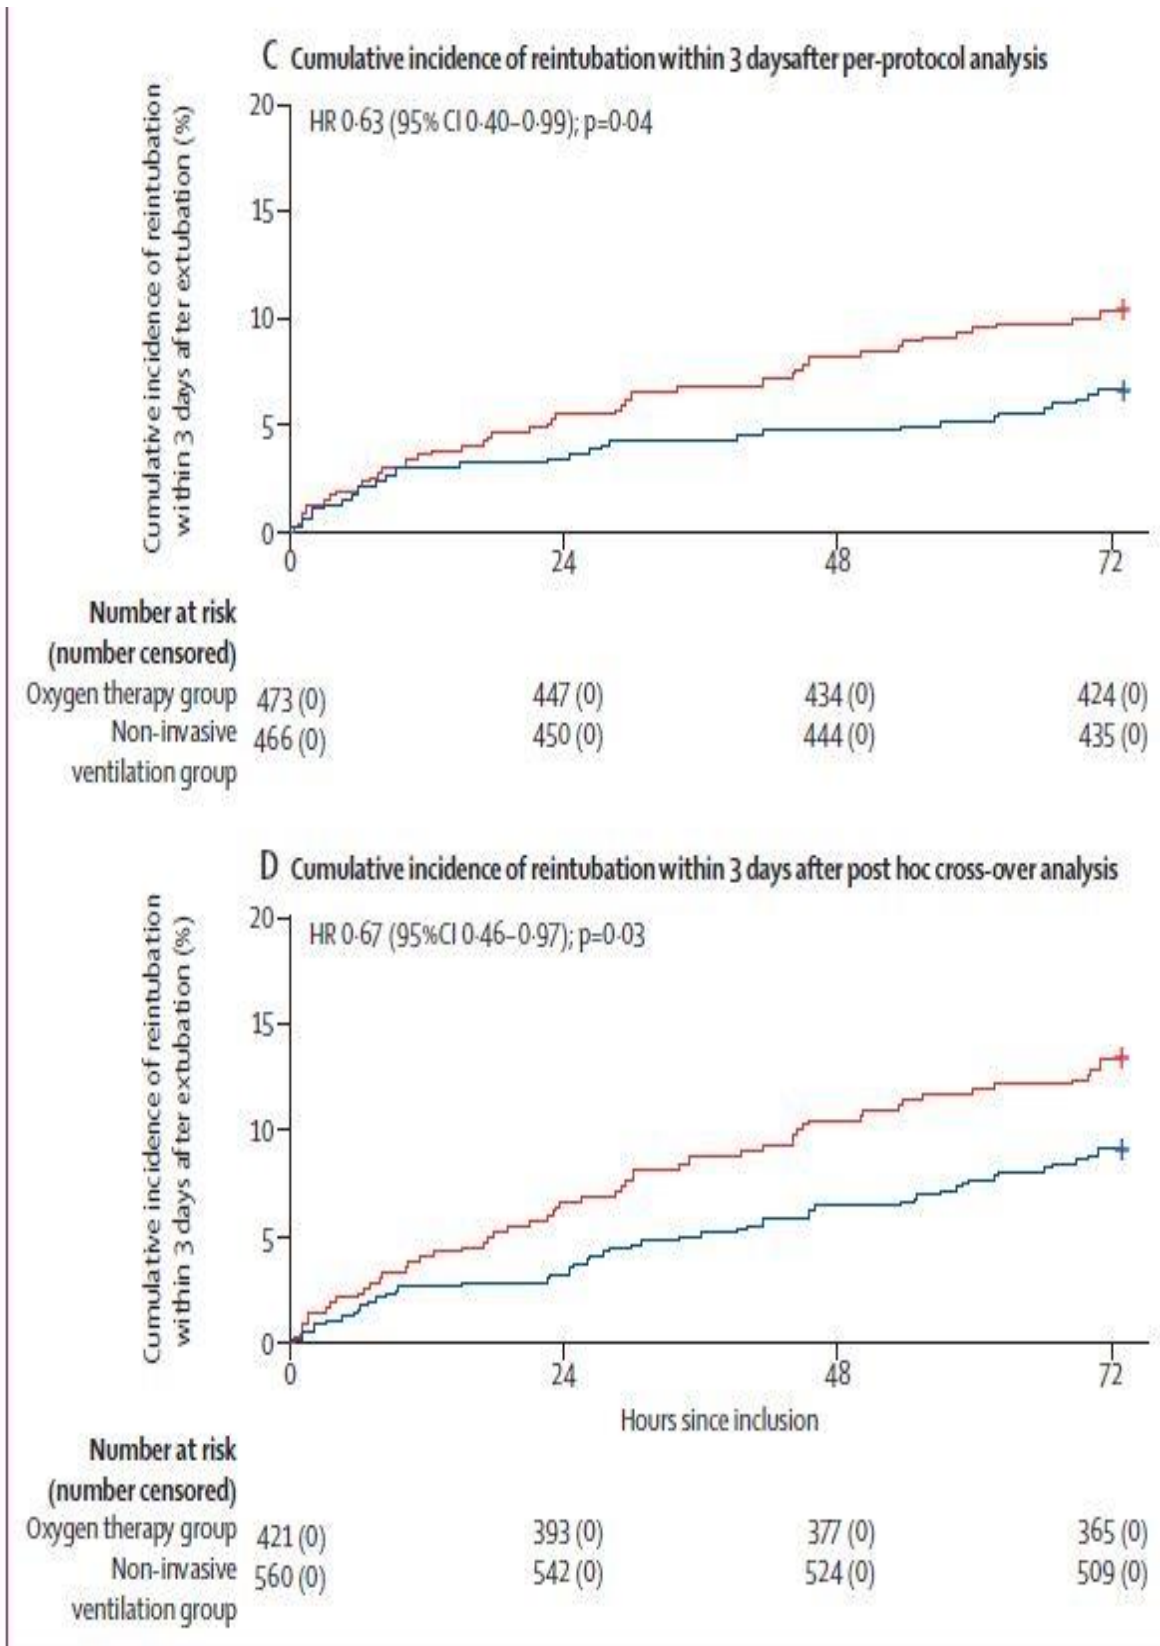 C Cumulative incidence of reintubation within 3 daysafter per-protocol analysis
Cumulative incidence of reintubation
within 3 days after extubation (%)
HR 0·63 (95% CI 0·40–0·99); p=0·04
20
15
10
5
0
0 24 48 72
Number at risk
(number censored)
Oxygen therapy group 473 (0) 447 (0) 434 (0) 424 (0)
Non-invasive 466 (0) 450 (0) 444 (0) 435 (0)
ventilation group
D Cumulative incidence of reintubation within 3 days after post hoc cross-over analysis
Cumulative incidence of reintubation
within 3 days after extubation (%)
HR 0·67 (95%CI 0·46–0·97); p=0·03
20
15
10
5
0
0 24 48 72
Hours since inclusion
Number at risk
(number censored)
Oxygen therapy group 421 (0) 393 (0) 377 (0) 365 (0)
Non-invasive 560 (0) 542 (0) 524 (0) 509 (0)
ventilation group